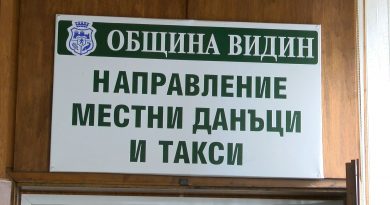 ОБЩИНА ВИДИН
НАПРАВЛЕНИЕ
МЕСТНИ ДАНЪЦИ
И ТАКСИ